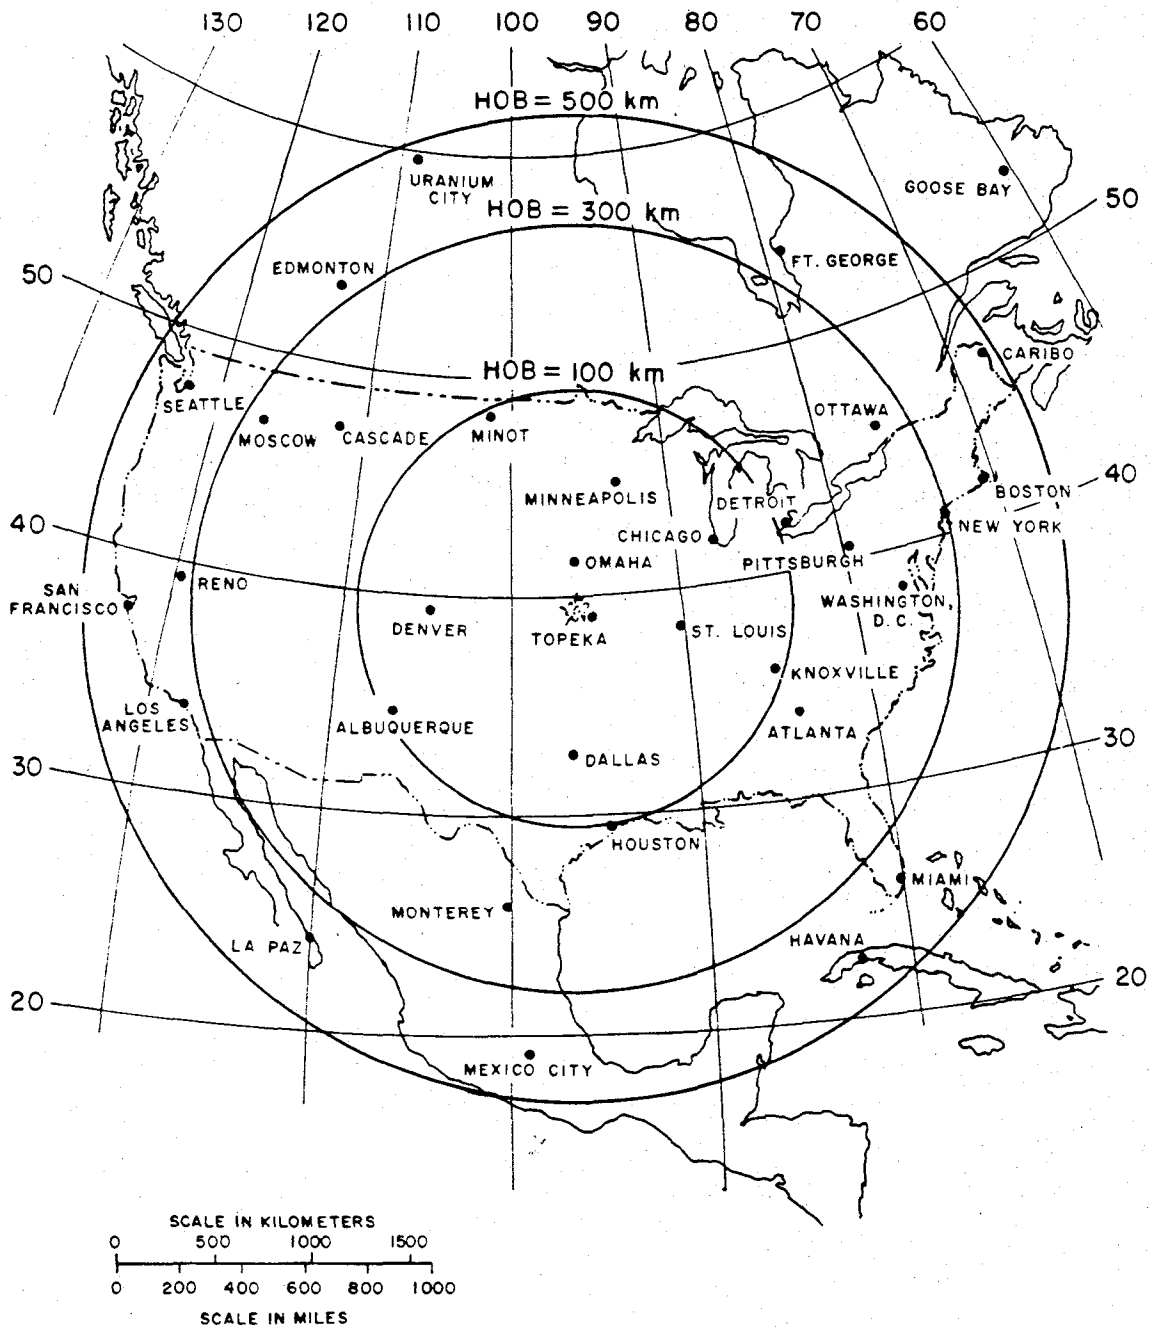 130 120 110 100 90 80 70 60
HOB = 500 km
URANIUM
CITY
GOOSE BAY
50
HOB = 300 km
EDMONTON
FT. GEORGE
50
CARIBO
HOB = 100 km
SEATTLE
OTTAWA
MOSCOW
CASCADE
MINOT
40
MINNEAPOLIS
DETROIT
BOSTON
40
NEW YORK
CHICAGO
OMAHA
PITTSBURGH
RENO
SAN
FRANCISCO
WASHINGTON,
D.C.
DENVER
TOPEKA
ST. LOUIS
KNOXVILLE
LOS
ANGELES
ALBUQUERQUE
ATLANTA
30
DALLAS
30
HOUSTON
MIAMI
MONTEREY
LA PAZ
HAVANA
20
20
MEXICO CITY
SCALE IN KILOMETERS
0 500 1000 1500
0 200 400 600 800 1000
SCALE IN MILES